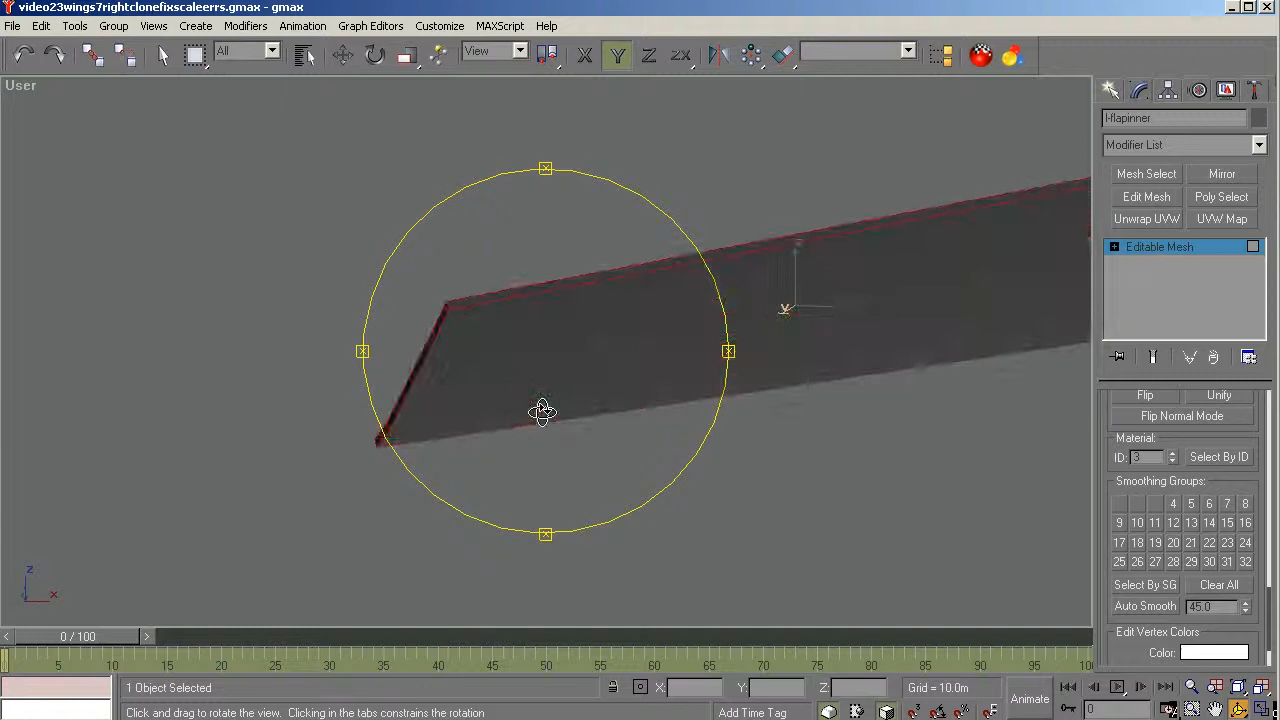 video23wings7rightclonefixscaleerrs.gmax - gmax
File Edit Tools Group Views Create Modifiers Animation Graph Editors Customize MAXScript Help
All View X Y Z ZX
User
l-flapinner
Modifier List
Mesh Select Mirror
Edit Mesh Poly Select
Unwrap UVW UVW Map
Editable Mesh
y
Flip Unify
Flip Normal Mode
Material:
ID: 3 Select By ID
Smoothing Groups:
4 5 6 7 8
9 10 11 12 13 14 15 16
17 18 19 20 21 22 23 24
25 26 27 28 29 30 31 32
Select By SG Clear All
Auto Smooth 45.0
Edit Vertex Colors
Color:
z
x
0 / 100
5 10 15 20 25 30 35 40 45 50 55 60 65 70 75 80 85 90 95
1 Object Selected X: Y: Z: Grid = 10.0m Animate
Click and drag to rotate the view. Clicking in the tabs constrains the rotation Add Time Tag 0